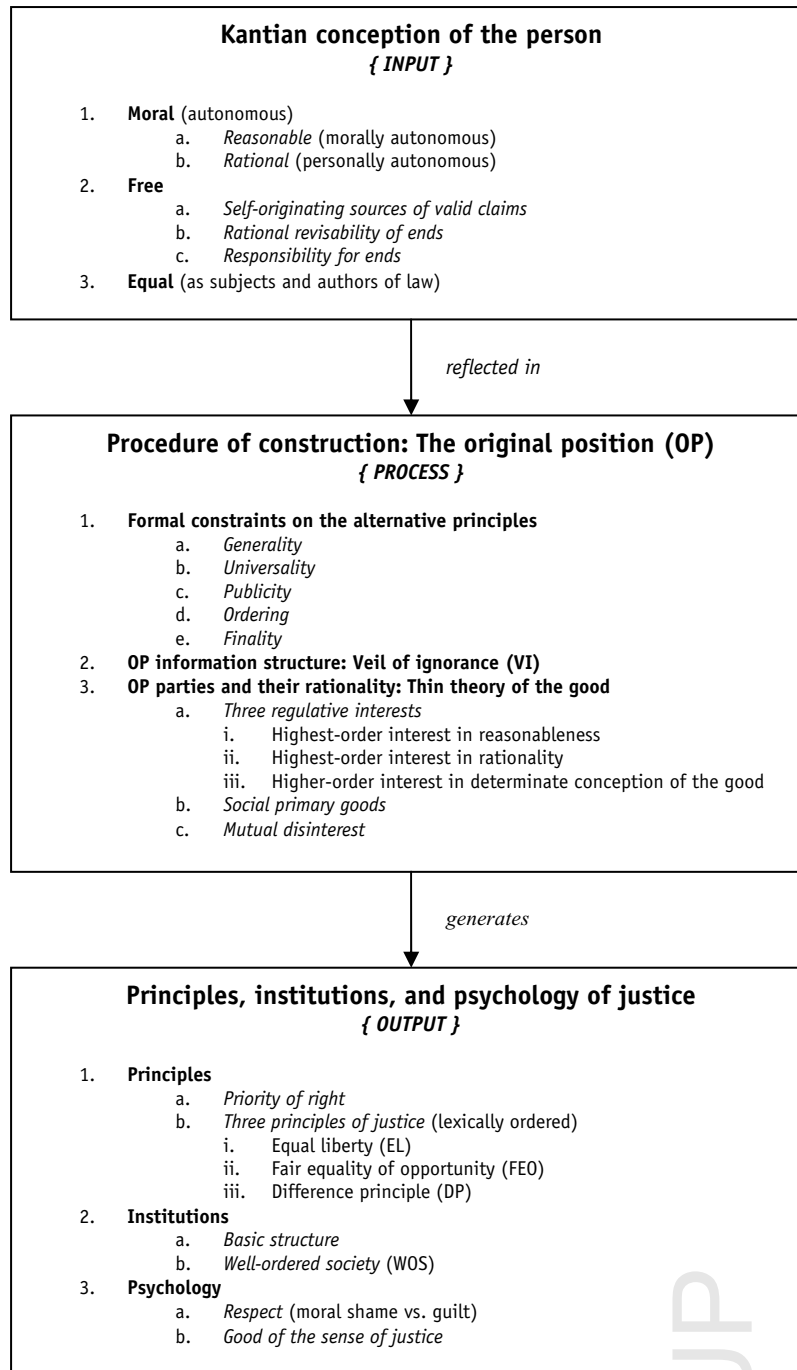 Kantian conception of the person
{ INPUT }
1. Moral (autonomous)
a. Reasonable (morally autonomous)
b. Rational (personally autonomous)
2. Free
a. Self-originating sources of valid claims
b. Rational revisability of ends
c. Responsibility for ends
3. Equal (as subjects and authors of law)
reflected in
Procedure of construction: The original position (OP)
{ PROCESS }
1. Formal constraints on the alternative principles
a. Generality
b. Universality
c. Publicity
d. Ordering
e. Finality
2. OP information structure: Veil of ignorance (VI)
3. OP parties and their rationality: Thin theory of the good
a. Three regulative interests
i. Highest-order interest in reasonableness
ii. Highest-order interest in rationality
iii. Higher-order interest in determinate conception of the good
b. Social primary goods
c. Mutual disinterest
generates
Principles, institutions, and psychology of justice
{ OUTPUT }
1. Principles
a. Priority of right
b. Three principles of justice (lexically ordered)
i. Equal liberty (EL)
ii. Fair equality of opportunity (FEO)
iii. Difference principle (DP)
2. Institutions
a. Basic structure
b. Well-ordered society (WOS)
3. Psychology
a. Respect (moral shame vs. guilt)
b. Good of the sense of justice